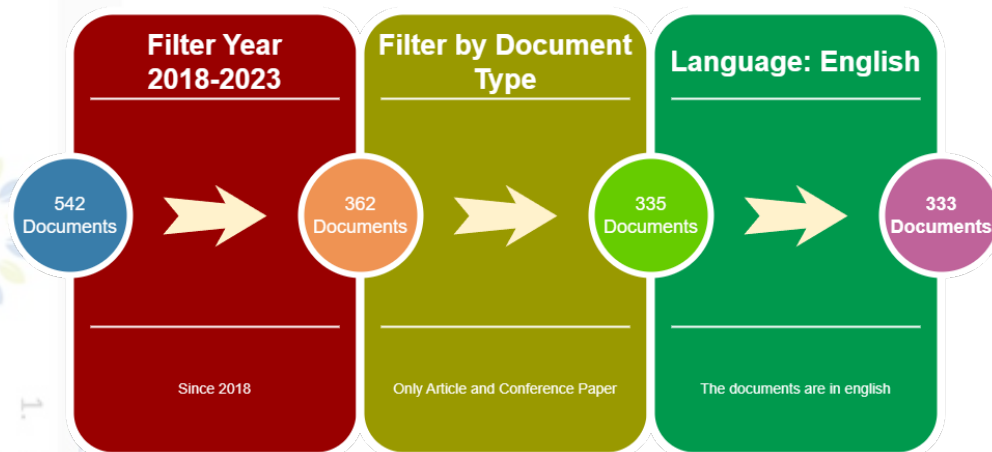 Filter Year
2018-2023
Filter by Document
Type
Language: English
542
Documents
362
Documents
335
Documents
333
Documents
Since 2018
Only Article and Conference Paper
The documents are in english
1.